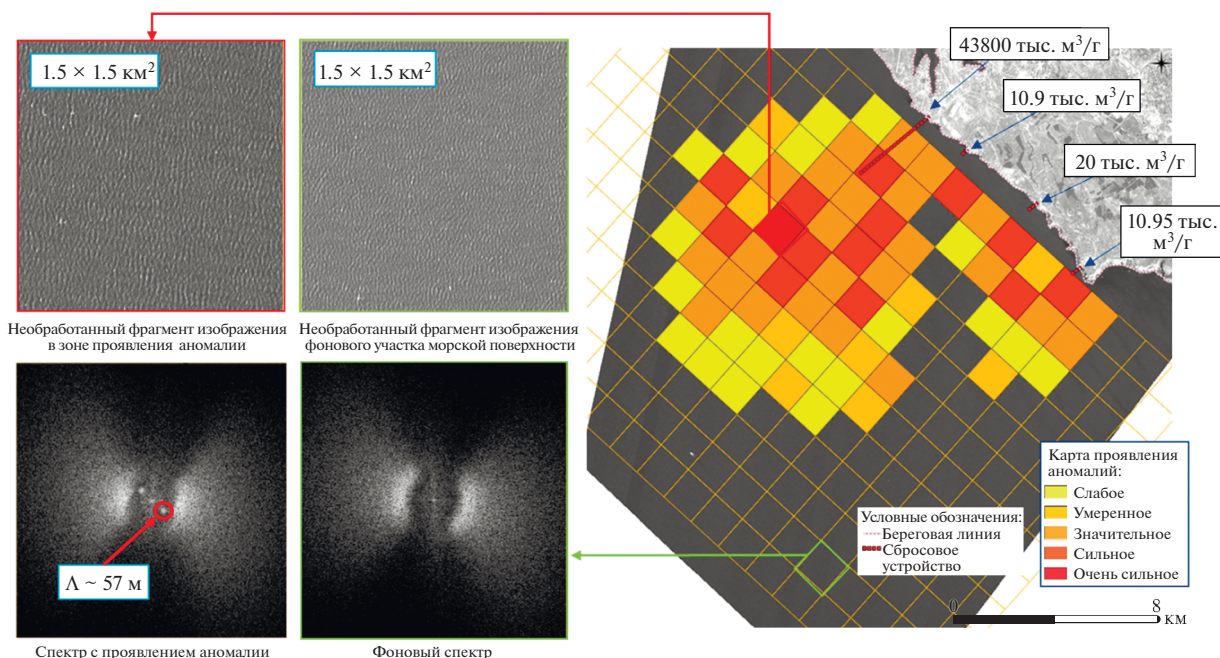 1.5 × 1.5 км²
1.5 × 1.5 км²
Необработанный фрагмент изображения
в зоне проявления аномалии
Необработанный фрагмент изображения
фонового участка морской поверхности
Λ ~ 57 м
Спектр с проявлением аномалии
Фоновый спектр
43800 тыс. м³/г
10.9 тыс. м³/г
20 тыс. м³/г
10.95 тыс.
м³/г
Условные обозначения:
Береговая линия
Сбросовое
устройство
Карта проявления
аномалий:
Слабое
Умеренное
Значительное
Сильное
Очень сильное
0
8
км